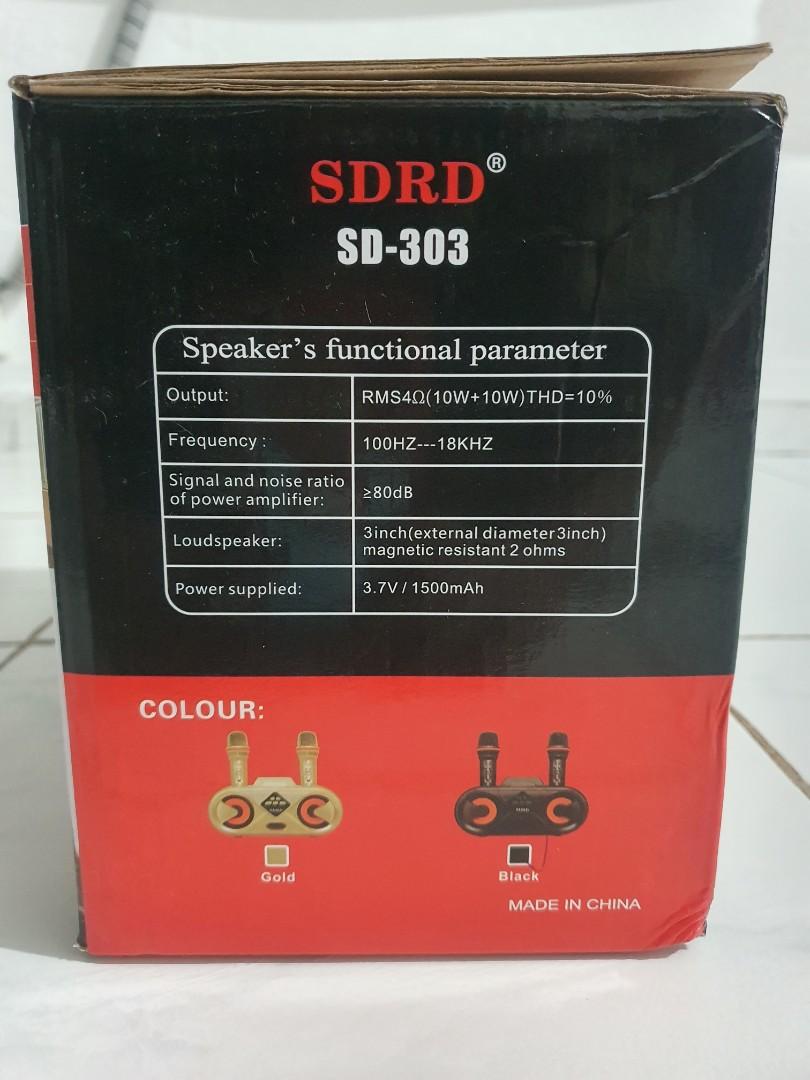 SDRD®
SD-303
Speaker's functional parameter
Output: RMS4Ω(10W+10W)THD=10%
Frequency : 100HZ---18KHZ
Signal and noise ratio
of power amplifier: ≥80dB
Loudspeaker: 3inch(external diameter3inch)
magnetic resistant 2 ohms
Power supplied: 3.7V / 1500mAh
COLOUR:
SDRD
Gold
Black
MADE IN CHINA